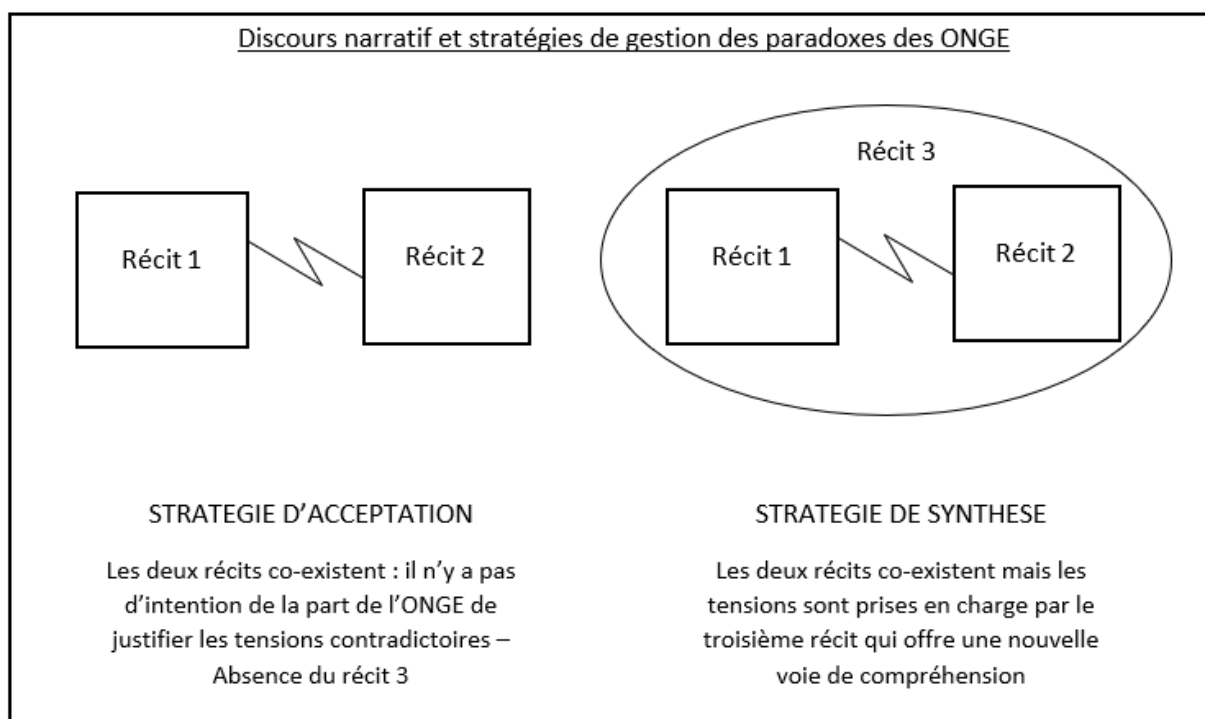 Discours narratif et stratégies de gestion des paradoxes des ONGE
Récit 1
Récit 2
Récit 3
Récit 1
Récit 2
STRATEGIE D’ACCEPTATION
Les deux récits co-existent : il n’y a pas
d’intention de la part de l’ONGE de
justifier les tensions contradictoires –
Absence du récit 3
STRATEGIE DE SYNTHESE
Les deux récits co-existent mais les
tensions sont prises en charge par le
troisième récit qui offre une nouvelle
voie de compréhension